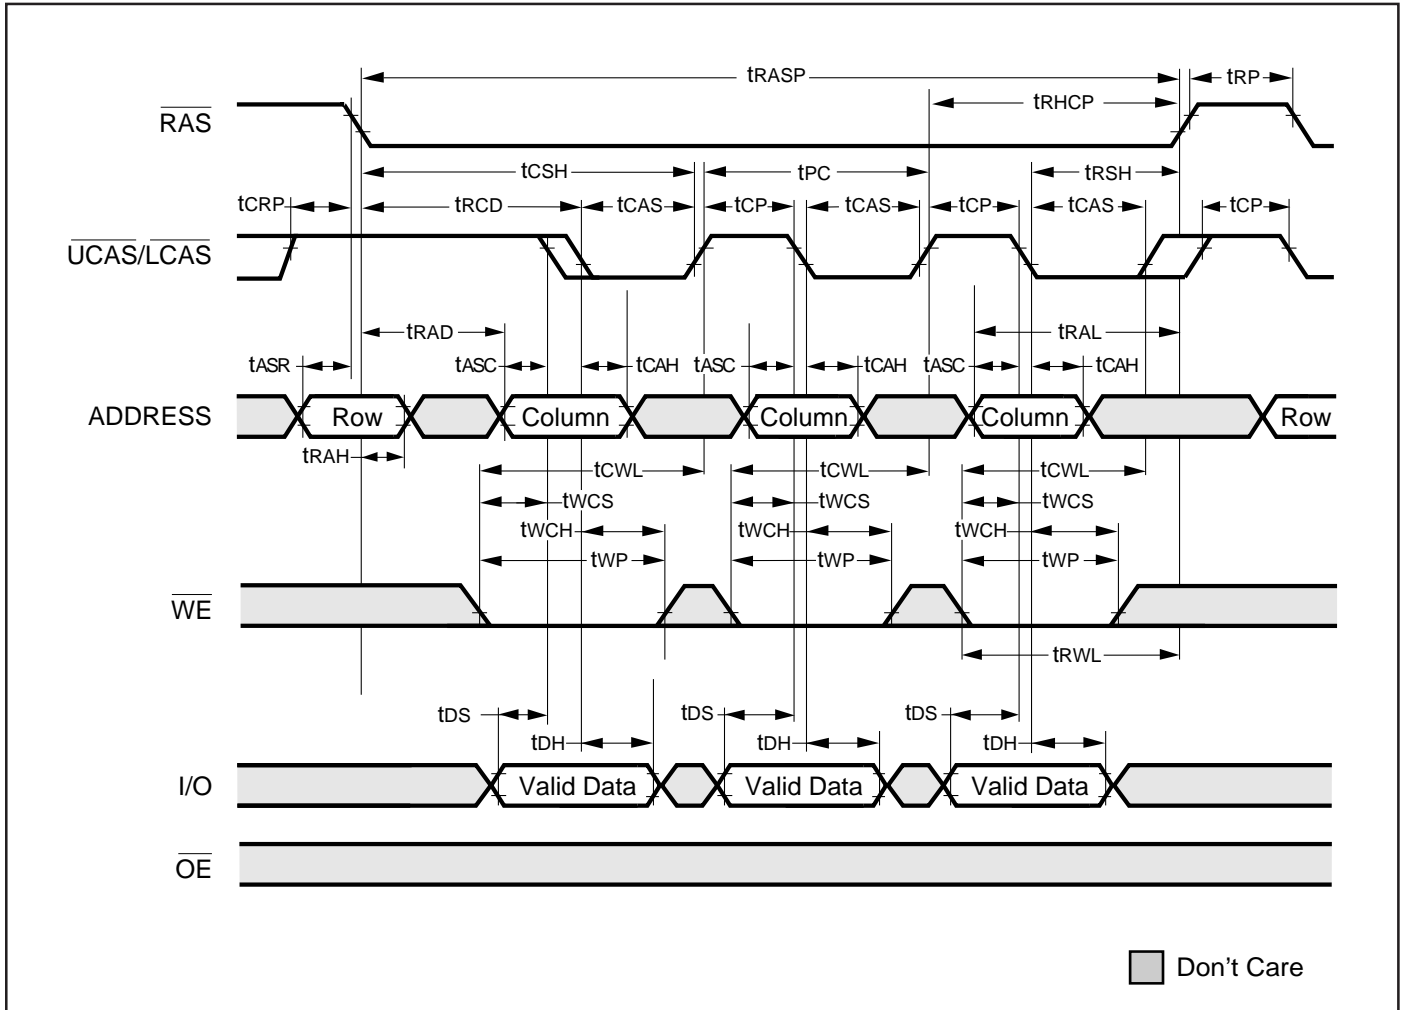 tRASP tRP
tRHCP
RAS
tCSH tPC tRSH
tCRP tRCD tCAS tCP tCAS tCP tCAS tCP
UCAS/LCAS
tRAD tRAL
tASR tASC tCAH tASC tCAH tASC tCAH
ADDRESS Row Column Column Column Row
tRAH
tCWL tCWL tCWL
tWCS tWCS tWCS
tWCH tWCH tWCH
tWP tWP tWP
WE
tRWL
tDS tDS tDS
tDH tDH tDH
I/O Valid Data Valid Data Valid Data
OE
Don't Care